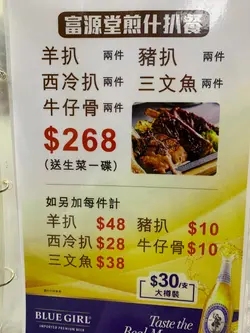 富源堂煎什扒餐
羊扒 兩件 豬扒 兩件
西冷扒 兩件 三文魚 兩件
牛仔骨 兩件
$268
(送生菜一碟)
如另加每件計
羊扒 $48 豬扒 $10
西冷扒 $28 牛仔骨 $10
三文魚 $38
$30/支
大樽裝
BLUE GIRL
IMPORTED PREMIUM BEER
Taste the